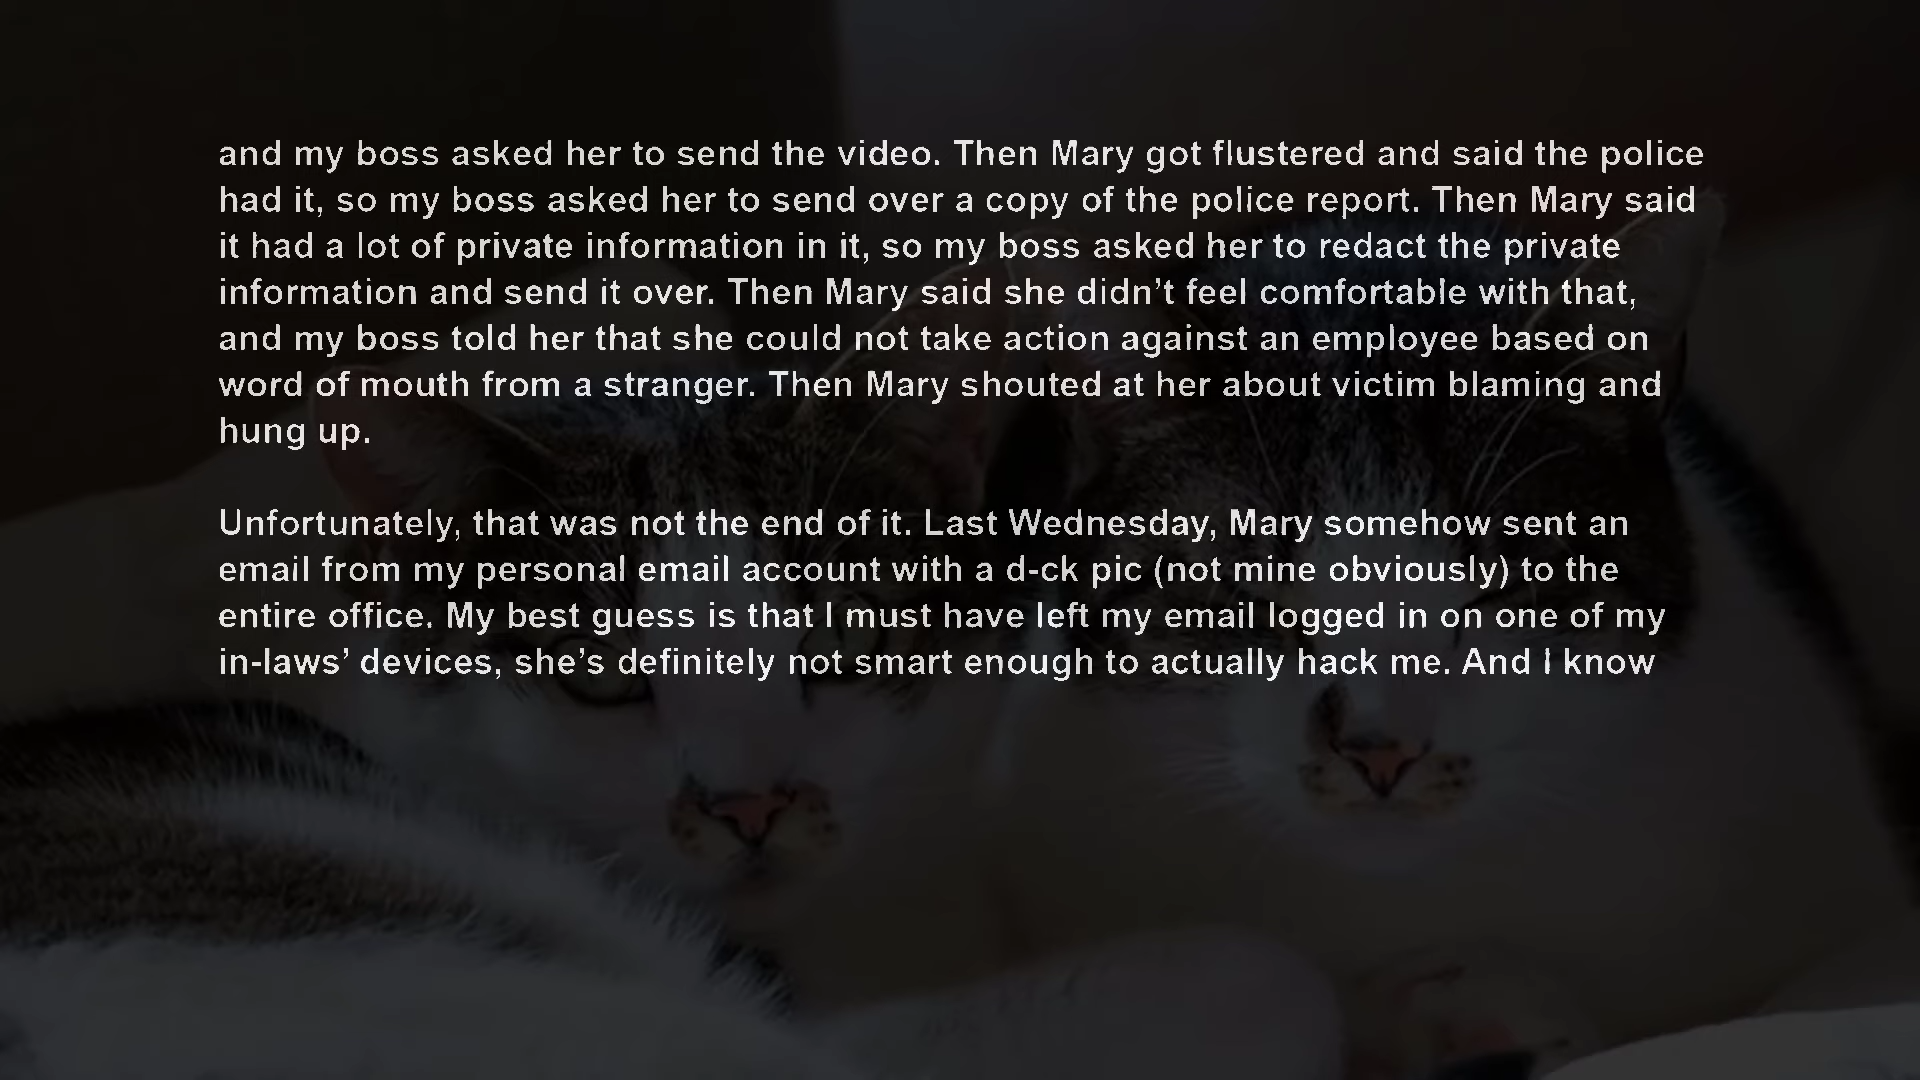 and my boss asked her to send the video. Then Mary got flustered and said the police
had it, so my boss asked her to send over a copy of the police report. Then Mary said
it had a lot of private information in it, so my boss asked her to redact the private
information and send it over. Then Mary said she didn’t feel comfortable with that,
and my boss told her that she could not take action against an employee based on
word of mouth from a stranger. Then Mary shouted at her about victim blaming and
hung up.
Unfortunately, that was not the end of it. Last Wednesday, Mary somehow sent an
email from my personal email account with a d-ck pic (not mine obviously) to the
entire office. My best guess is that I must have left my email logged in on one of my
in-laws’ devices, she’s definitely not smart enough to actually hack me. And I know